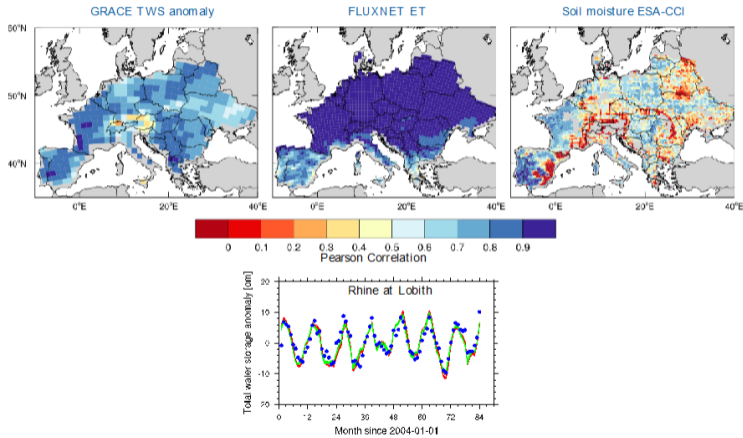 GRACE TWS anomaly FLUXNET ET Soil moisture ESA-CCI
60°N
50°N
40°N
0°E 20°E 40°E 0°E 20°E 40°E 0°E 20°E 40°E
0 0.1 0.2 0.3 0.4 0.5 0.6 0.7 0.8 0.9
Pearson Correlation
Total water storage anomaly [cm]
Rhine at Lobith
20
10
0
-10
20
0 12 24 36 48 60 72 84
Month since 2004-01-01